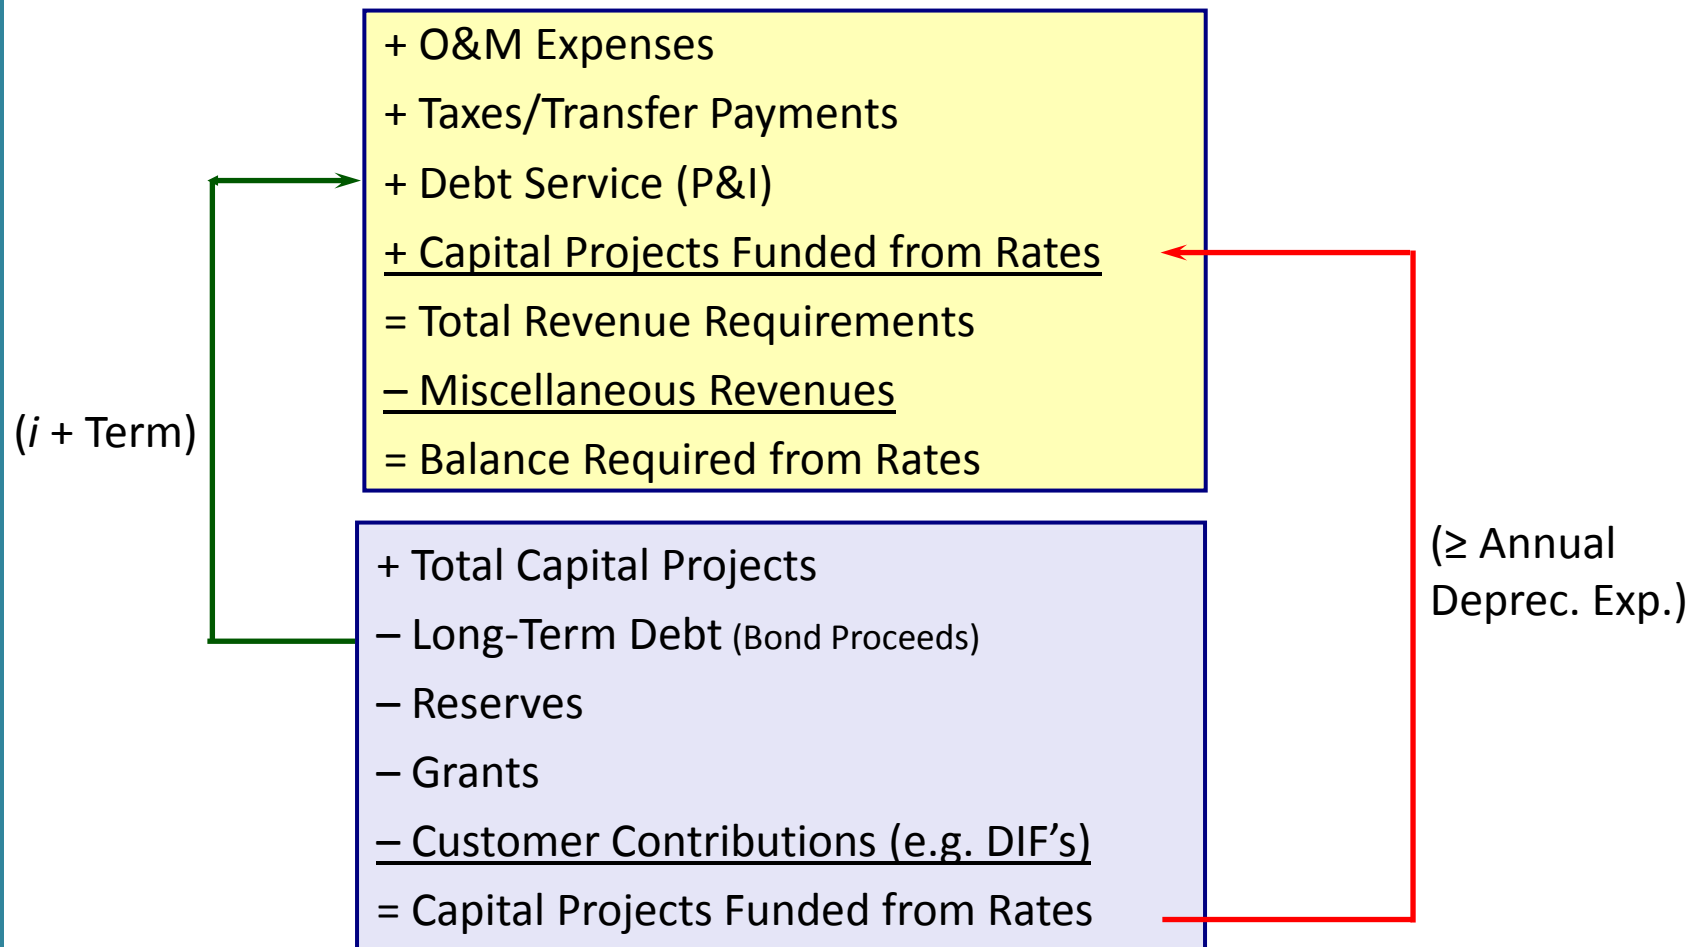 + O&M Expenses
+ Taxes/Transfer Payments
+ Debt Service (P&I)
+ Capital Projects Funded from Rates
= Total Revenue Requirements
– Miscellaneous Revenues
= Balance Required from Rates
(i + Term)
+ Total Capital Projects
– Long-Term Debt (Bond Proceeds)
– Reserves
– Grants
– Customer Contributions (e.g. DIF’s)
= Capital Projects Funded from Rates
(≥ Annual
Deprec. Exp.)